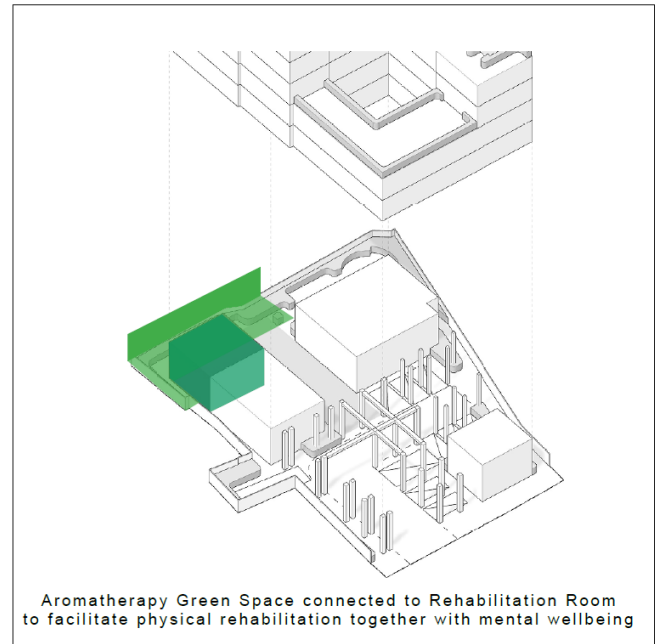 Aromatherapy Green Space connected to Rehabilitation Room
to facilitate physical rehabilitation together with mental wellbeing